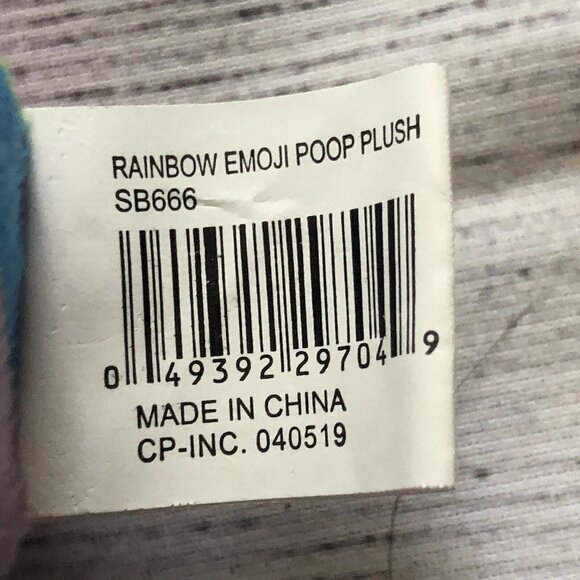 RAINBOW EMOJI POOP PLUSH
SB666
0 49392 29704 9
MADE IN CHINA
CP-INC. 040519